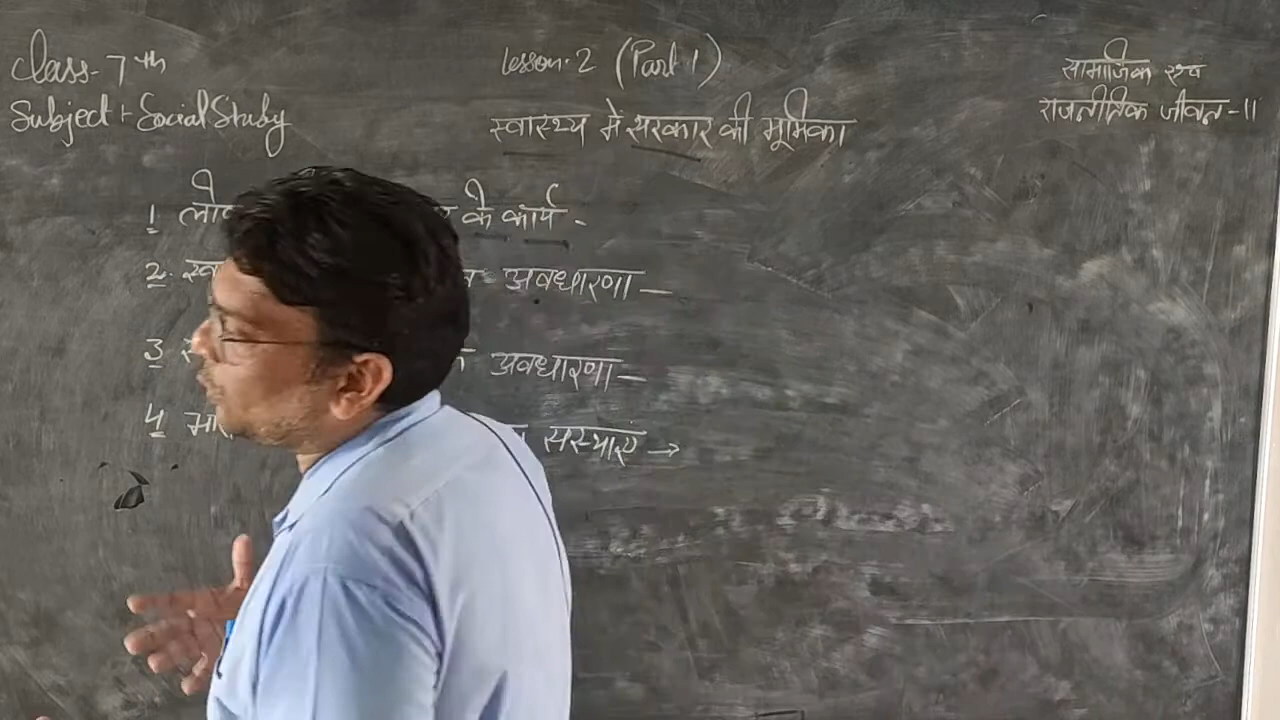 Class - 7th
Subject :- Social Study
Lesson. 2 (Part.1)
स्वास्थ्य में सरकार की भूमिका
सामाजिक एवं
राजनीतिक जीवन - II
1 के कार्य -
2. अवधारणा —
3 अवधारणा —
4 संस्थाएं →